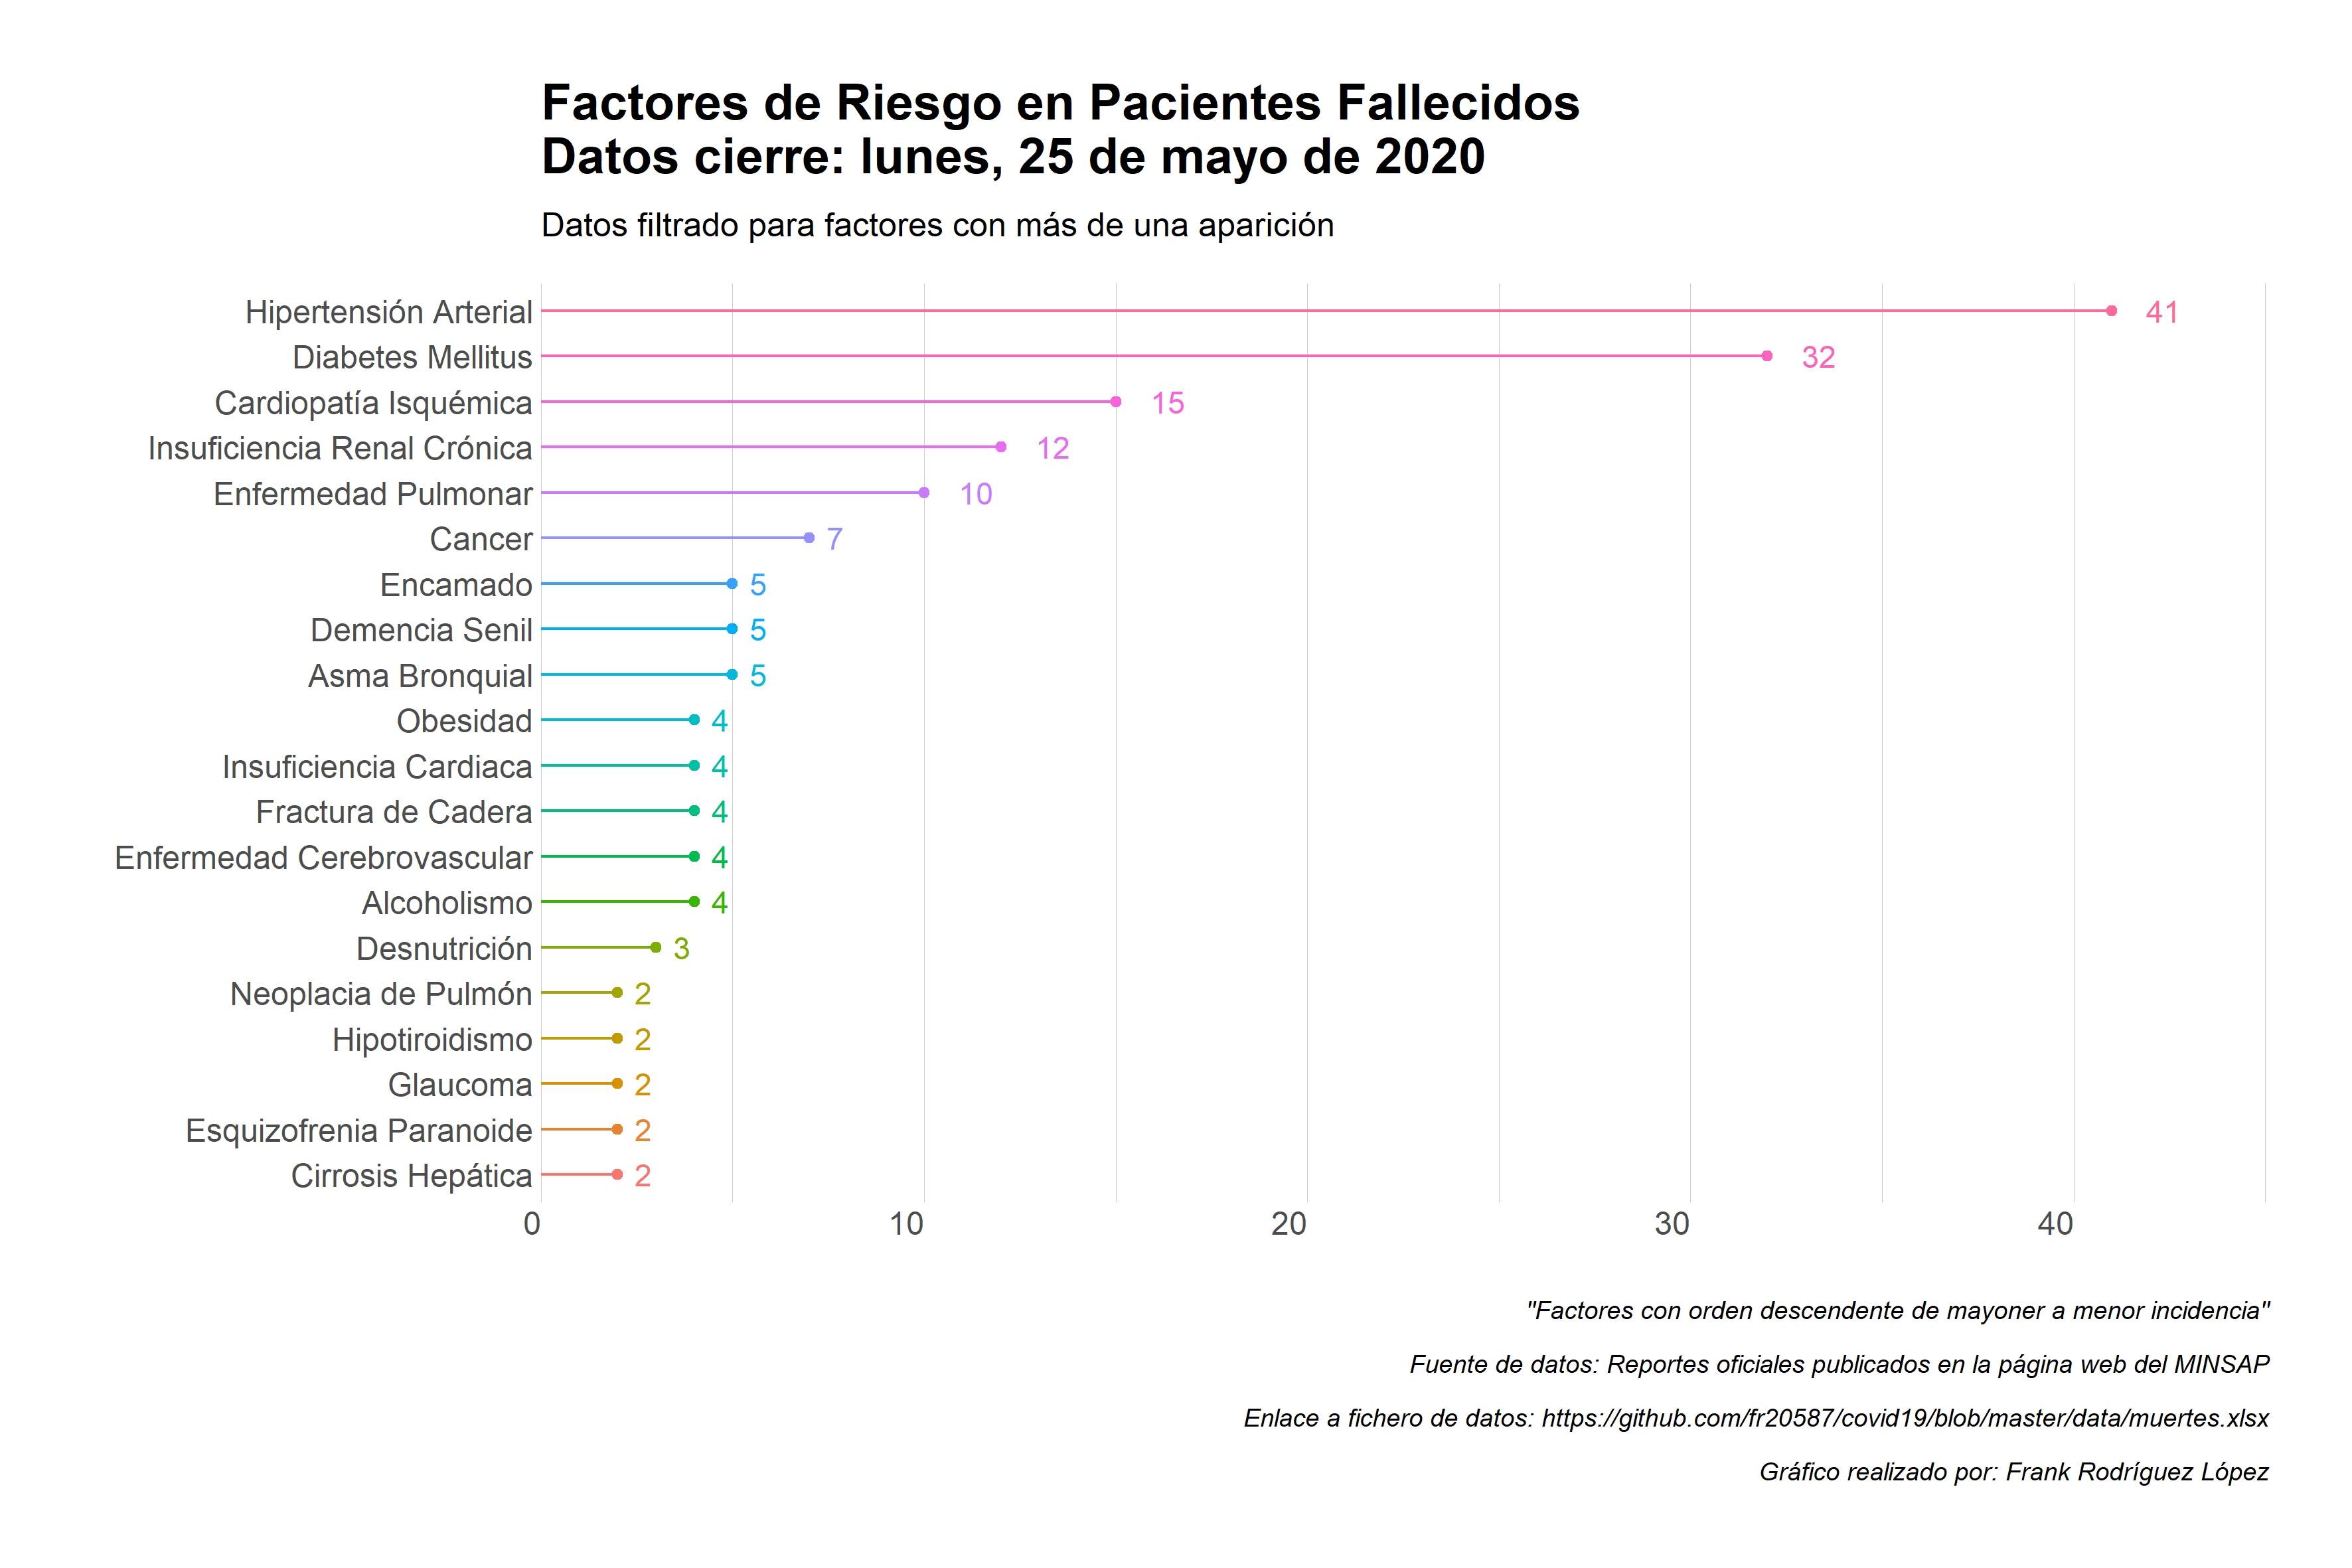 Factores de Riesgo en Pacientes Fallecidos
Datos cierre: lunes, 25 de mayo de 2020
Datos filtrado para factores con más de una aparición
Hipertensión Arterial 41
Diabetes Mellitus 32
Cardiopatía Isquémica 15
Insuficiencia Renal Crónica 12
Enfermedad Pulmonar 10
Cancer 7
Encamado 5
Demencia Senil 5
Asma Bronquial 5
Obesidad 4
Insuficiencia Cardiaca 4
Fractura de Cadera 4
Enfermedad Cerebrovascular 4
Alcoholismo 4
Desnutrición 3
Neoplacia de Pulmón 2
Hipotiroidismo 2
Glaucoma 2
Esquizofrenia Paranoide 2
Cirrosis Hepática 2
0 10 20 30 40
"Factores con orden descendente de mayoner a menor incidencia"
Fuente de datos: Reportes oficiales publicados en la página web del MINSAP
Enlace a fichero de datos: https://github.com/fr20587/covid19/blob/master/data/muertes.xlsx
Gráfico realizado por: Frank Rodríguez López